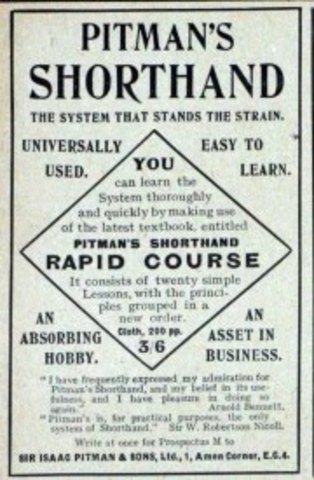 PITMAN'S
SHORTHAND
THE SYSTEM THAT STANDS THE STRAIN.
UNIVERSALLY USED.
EASY TO LEARN.
YOU
can learn the
System thoroughly
and quickly by making use
of the latest textbook, entitled
PITMAN'S SHORTHAND
RAPID COURSE
It consists of twenty simple
Lessons, with the princi-
ples grouped in a
new order.
Cloth, 200 pp.
3/6
AN ABSORBING HOBBY.
AN ASSET IN BUSINESS.
"I have frequently expressed my admiration for
Pitman's Shorthand, and my belief in its use-
fulness, and I have pleasure in doing so
again." Arnold Bennett.
"Pitman's is, for practical purposes, the only
system of Shorthand." Sir W. Robertson Nicoll.
Write at once for Prospectus M to
SIR ISAAC PITMAN & SONS, Ltd., 1, Amen Corner, E.C.4.